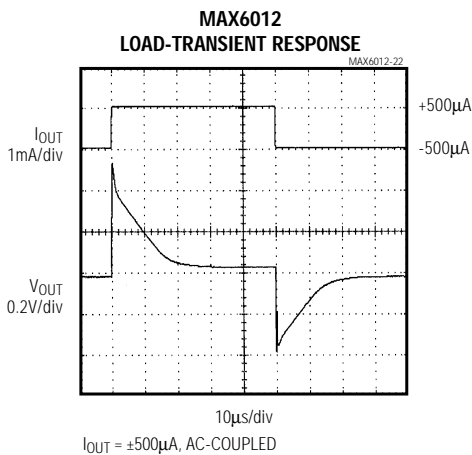 MAX6012
LOAD-TRANSIENT RESPONSE
MAX6012-22
+500µA
IOUT
1mA/div
-500µA
VOUT
0.2V/div
10µs/div
IOUT = ±500µA, AC-COUPLED